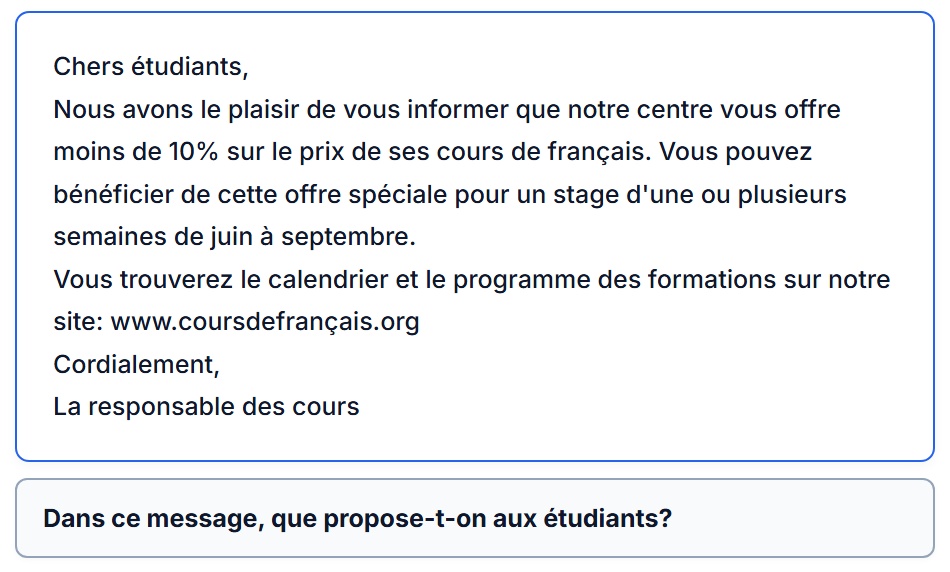 Chers étudiants,
Nous avons le plaisir de vous informer que notre centre vous offre
moins de 10% sur le prix de ses cours de français. Vous pouvez
bénéficier de cette offre spéciale pour un stage d'une ou plusieurs
semaines de juin à septembre.
Vous trouverez le calendrier et le programme des formations sur notre
site: www.coursdefrançais.org
Cordialement,
La responsable des cours
Dans ce message, que propose-t-on aux étudiants?